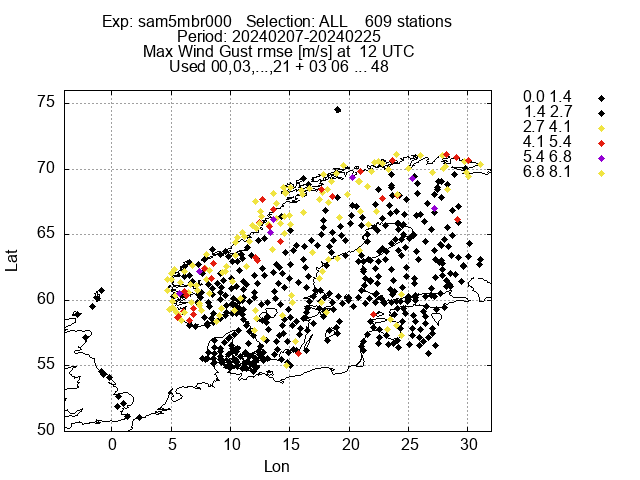 Exp: sam5mbr000   Selection: ALL    609 stations
Period: 20240207-20240225
Max Wind Gust rmse [m/s] at  12 UTC
Used 00,03,...,21 + 03 06 ... 48
0.0 1.4
1.4 2.7
2.7 4.1
4.1 5.4
5.4 6.8
6.8 8.1
75
70
65
60
55
50
Lat
0 5 10 15 20 25 30
Lon